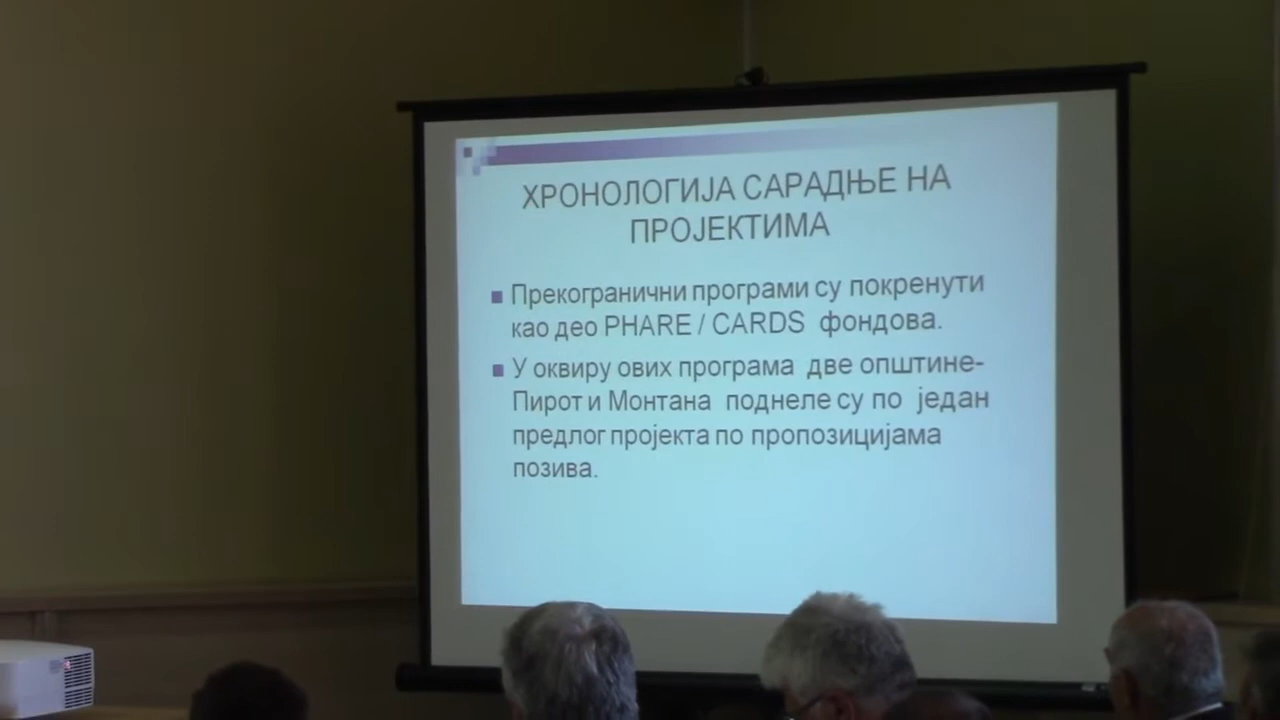 ХРОНОЛОГИЈА САРАДЊЕ НА
ПРОЈЕКТИМА
Прекогранични програми су покренути
као део PHARE / CARDS фондова.
У оквиру ових програма две општине-
Пирот и Монтана поднеле су по један
предлог пројекта по пропозицијама
позива.